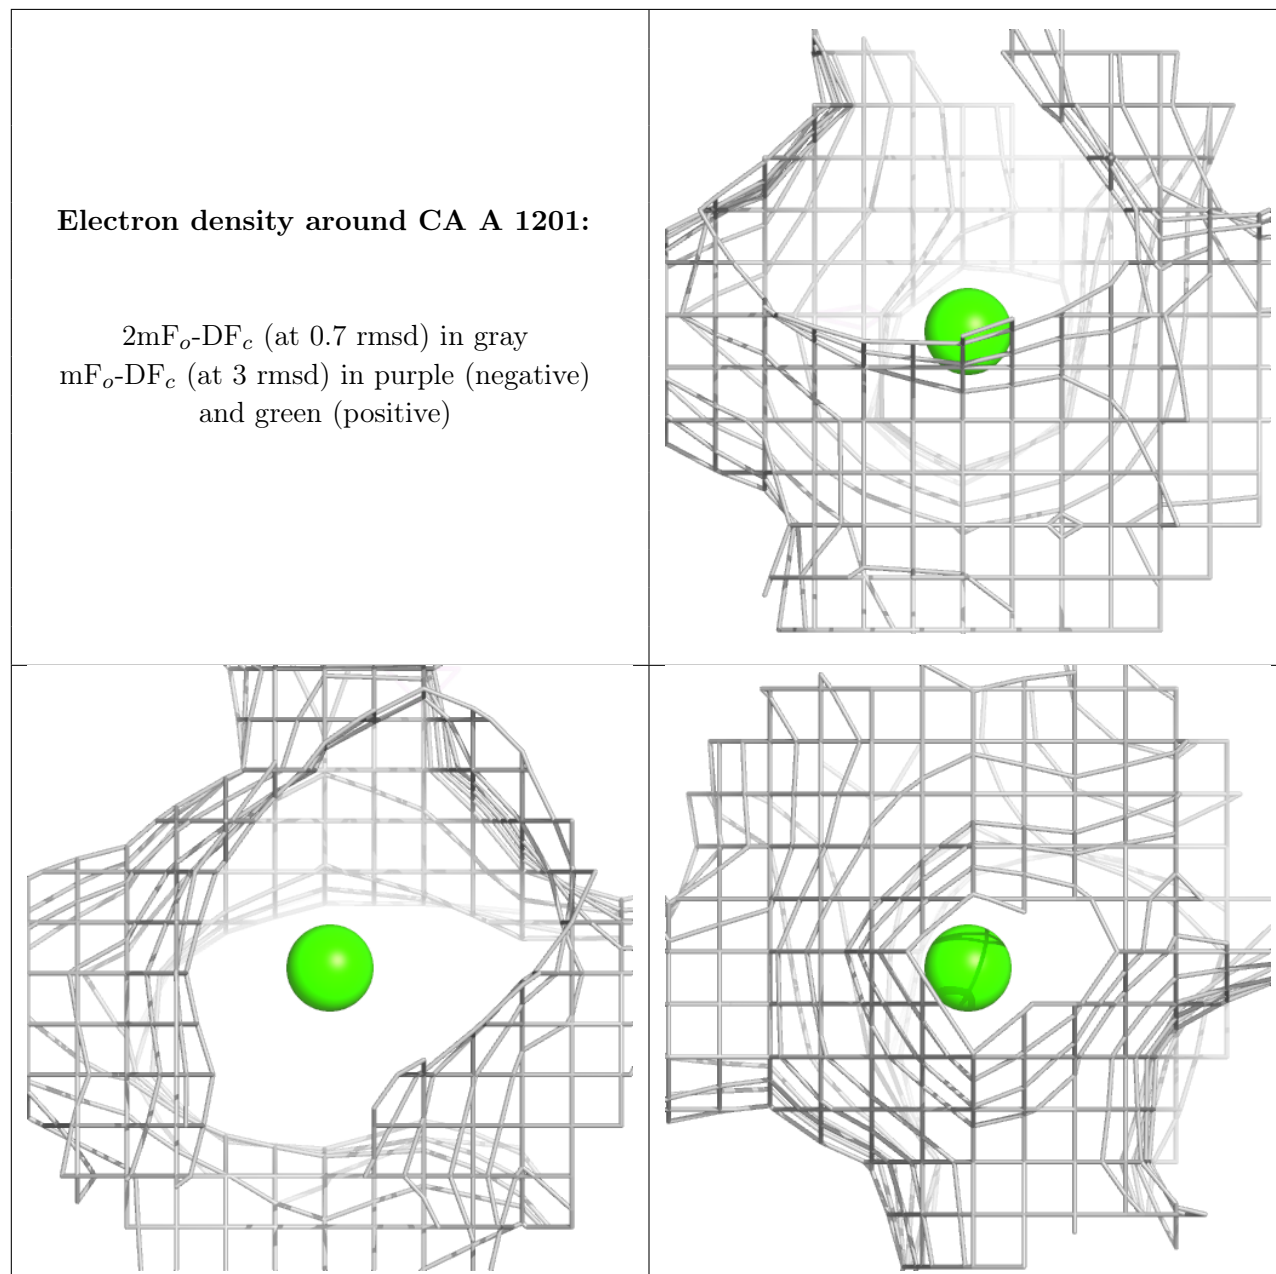 Electron density around CA A 1201:
2mFo-DFc (at 0.7 rmsd) in gray
mFo-DFc (at 3 rmsd) in purple (negative)
and green (positive)